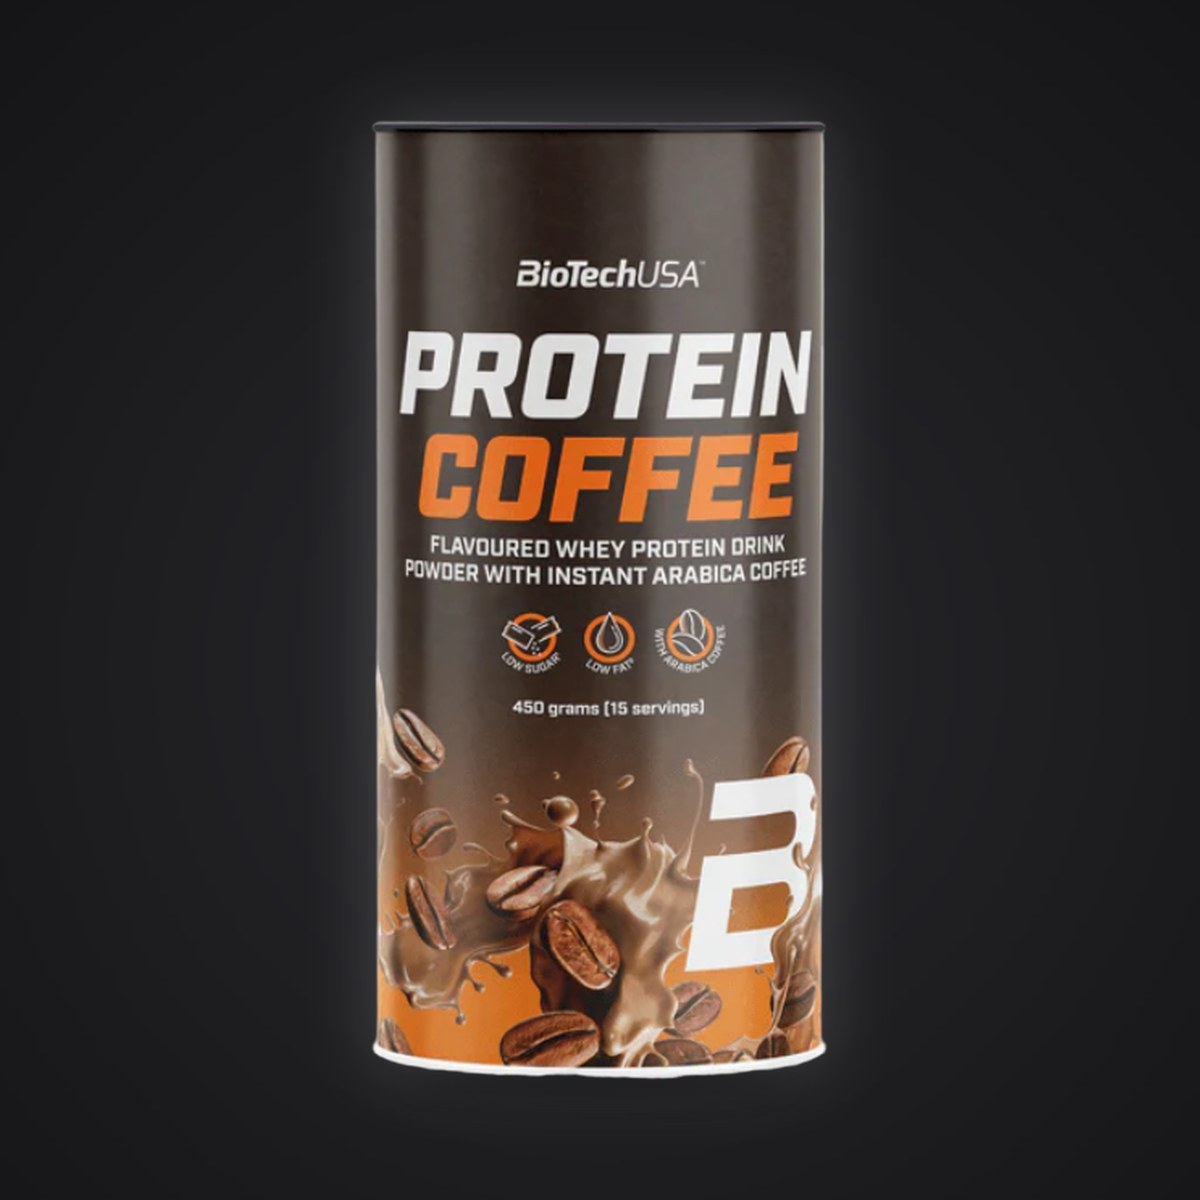 BioTechUSA™
PROTEIN
COFFEE
FLAVOURED WHEY PROTEIN DRINK
POWDER WITH INSTANT ARABICA COFFEE
LOW SUGAR
LOW FAT
WITH ARABICA COFFEE
450 grams (15 servings)
B